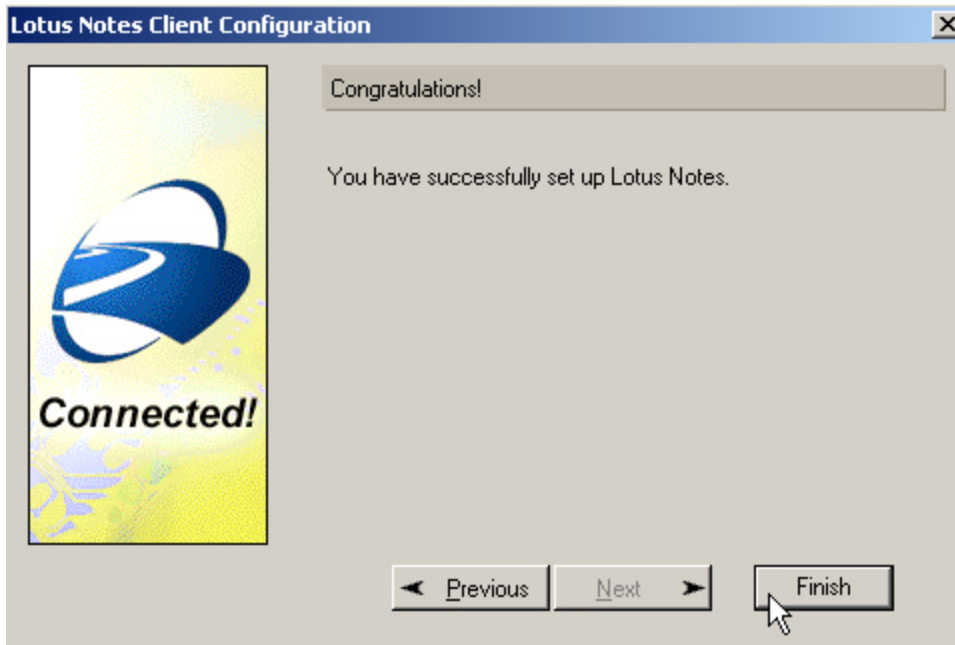 Lotus Notes Client Configuration
Congratulations!
You have successfully set up Lotus Notes.
Connected!
Previous
Next
Finish